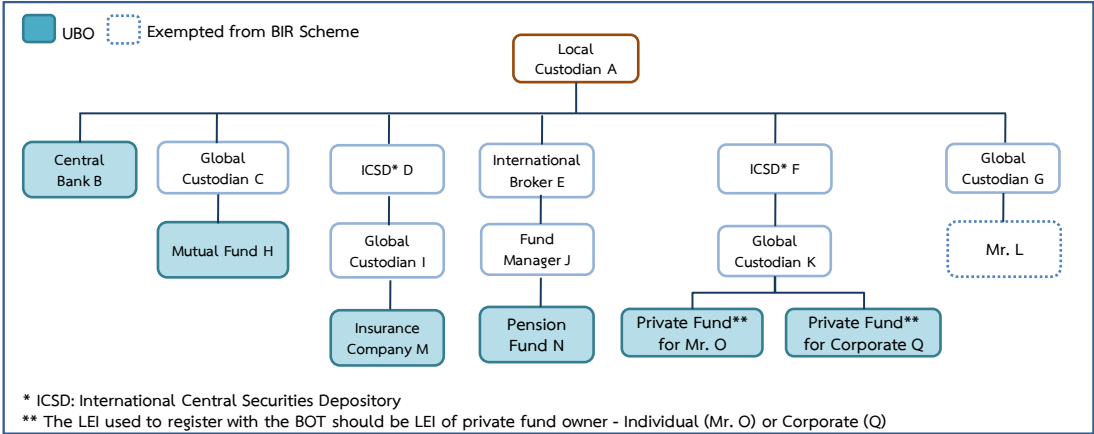 UBO
Exempted from BIR Scheme
Local
Custodian A
Central
Bank B
Global
Custodian C
ICSD* D
International
Broker E
ICSD* F
Global
Custodian G
Mutual Fund H
Global
Custodian I
Fund
Manager J
Global
Custodian K
Mr. L
Insurance
Company M
Pension
Fund N
Private Fund**
for Mr. O
Private Fund**
for Corporate Q
* ICSD: International Central Securities Depository
** The LEI used to register with the BOT should be LEI of private fund owner - Individual (Mr. O) or Corporate (Q)